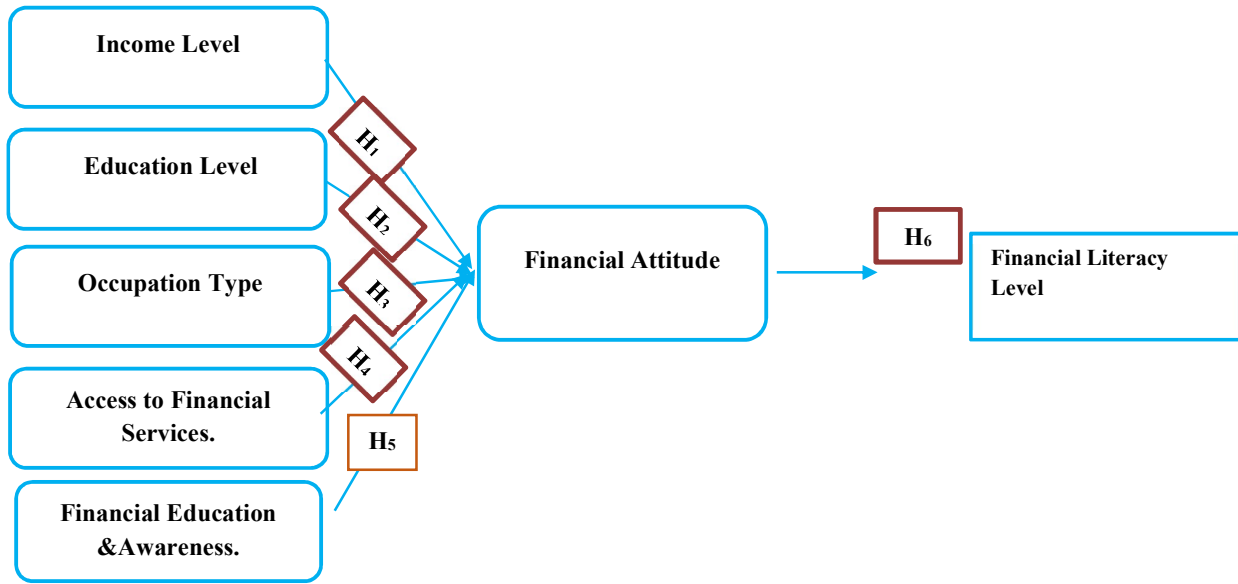 Income Level
H₁
Education Level
H₂
Occupation Type
H₃
Access to Financial
Services.
H₄
Financial Education
&Awareness.
H₅
Financial Attitude
H₆
Financial Literacy
Level